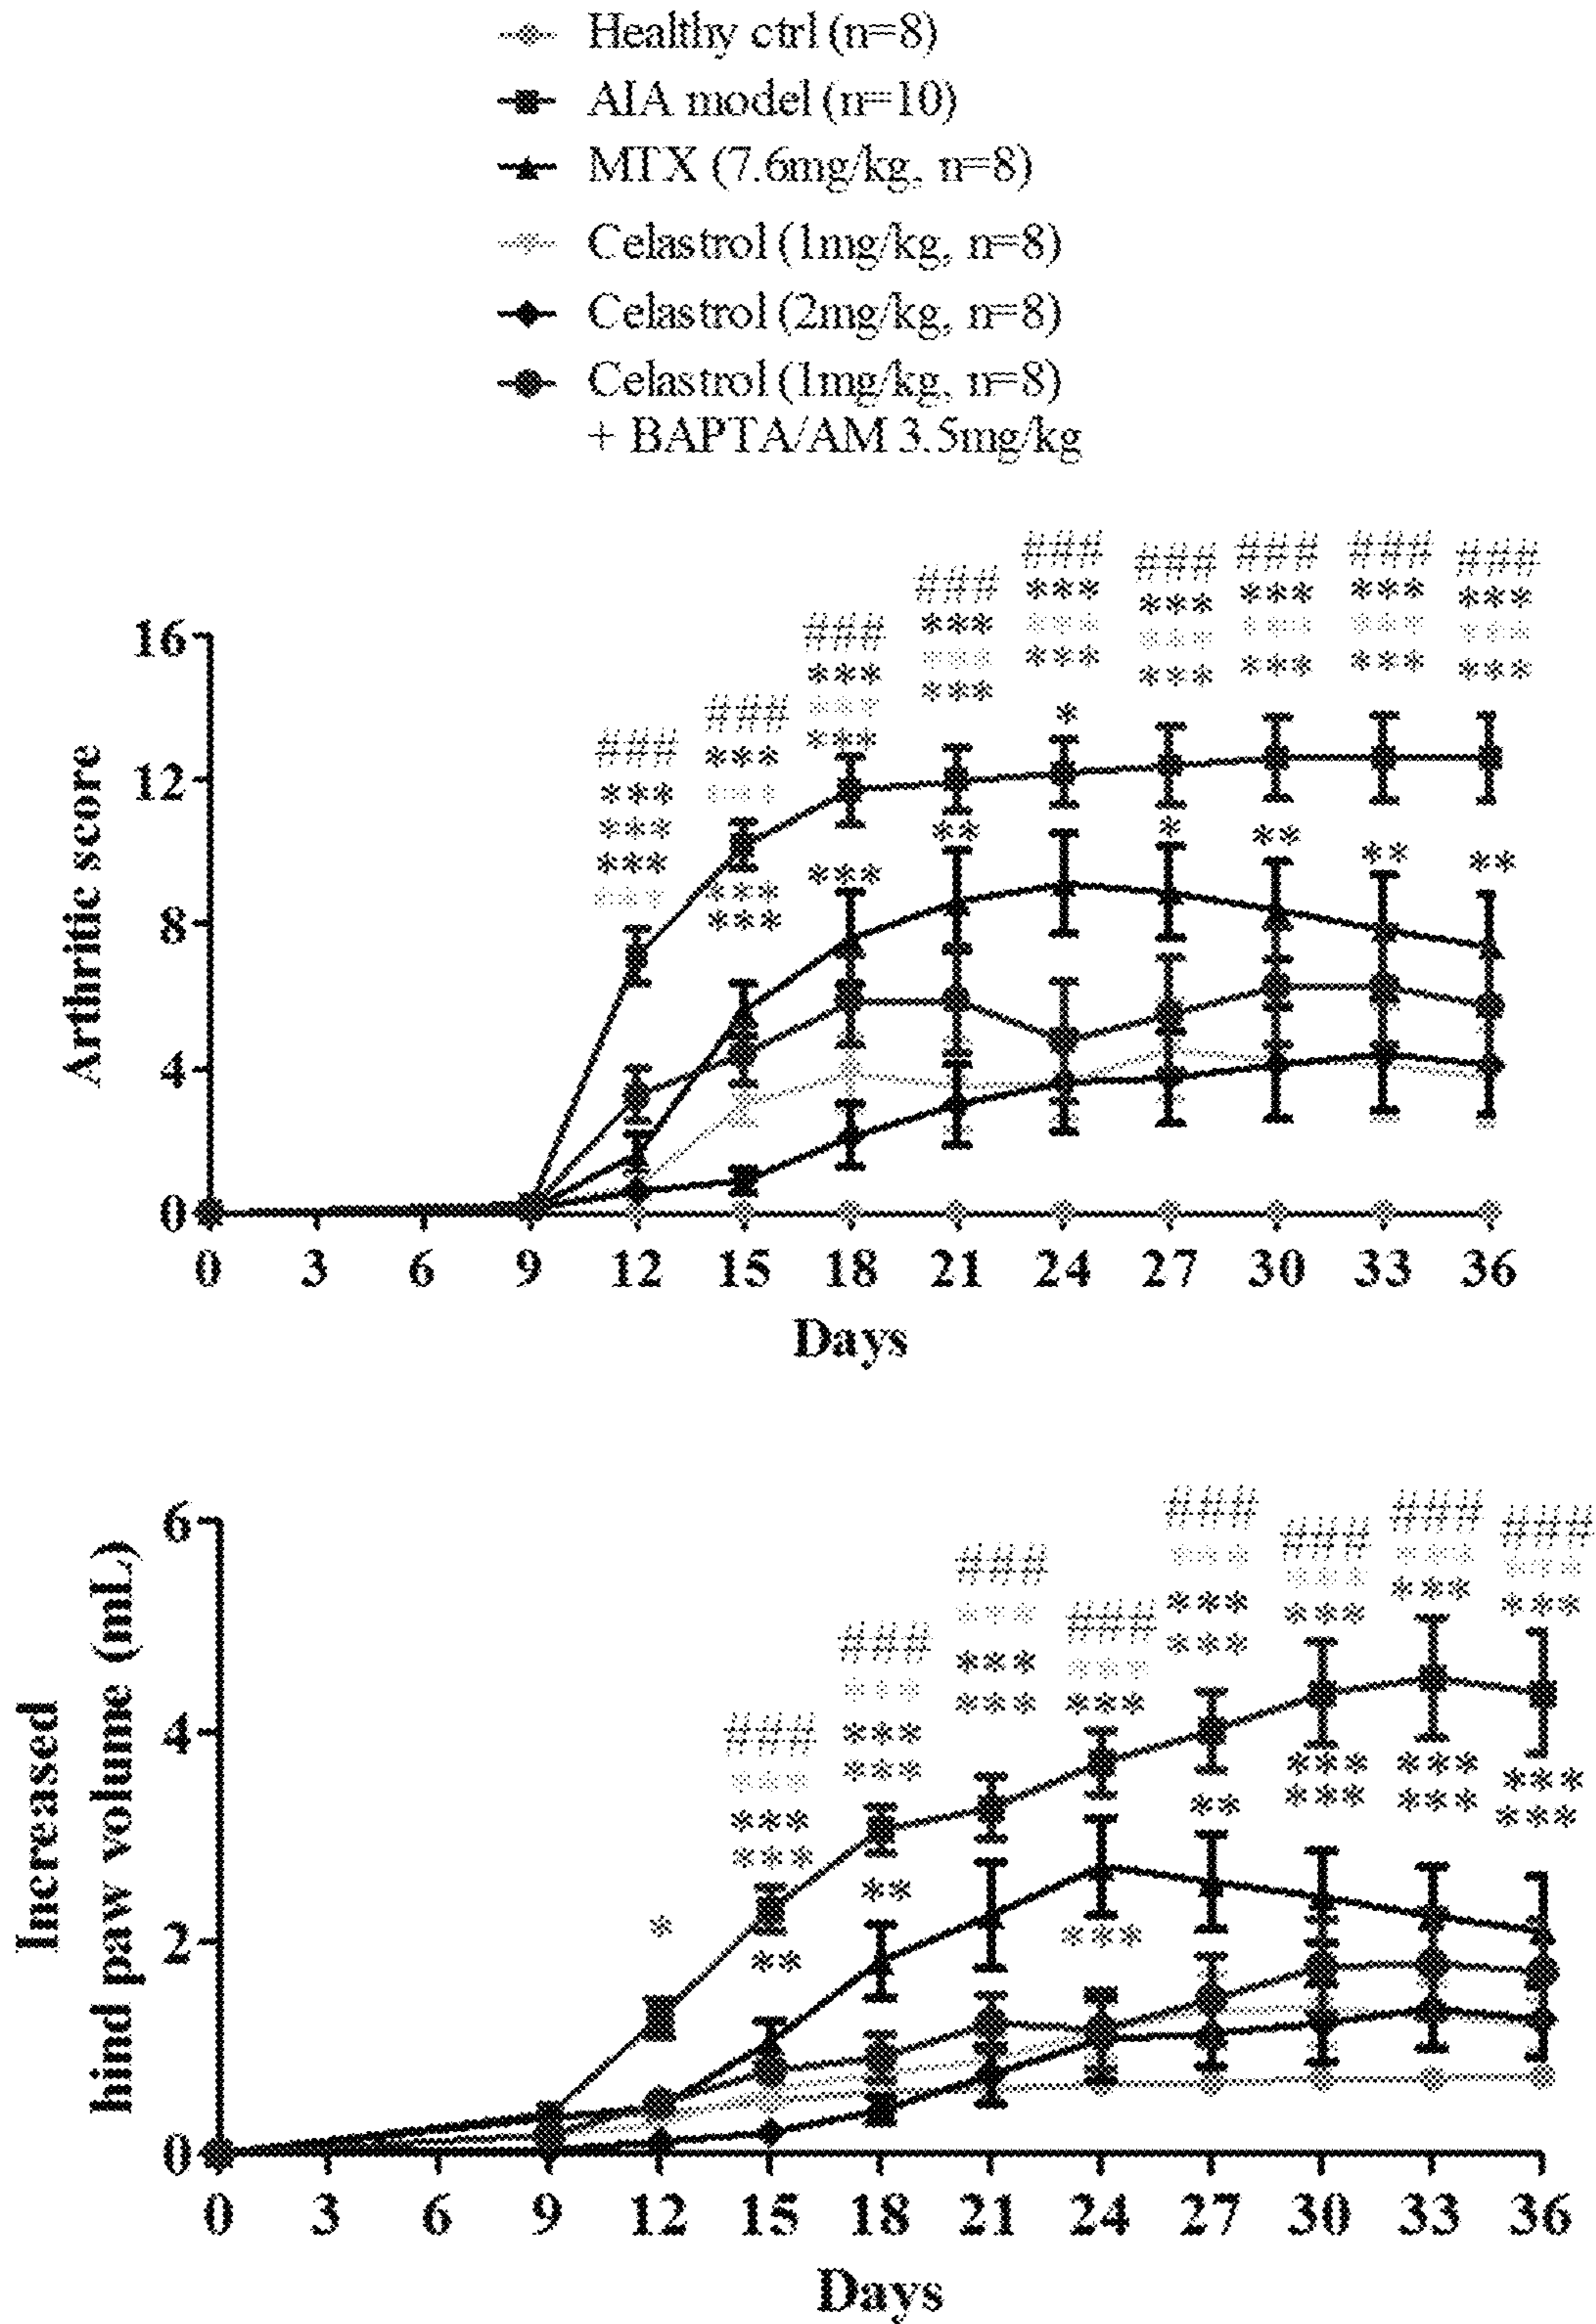 Healthy ctrl (n=8)
AIA model (n=10)
MTX (7.6mg/kg, n=8)
Celastrol (1mg/kg, n=8)
Celastrol (2mg/kg, n=8)
Celastrol (1mg/kg, n=8)
+ BAPTA/AM 3.5mg/kg
### ### ### ### ###
### *** *** *** *** ***
### *** *** *** *** *** ***
### *** *** *** *** *** *** ***
### *** *** *** *
*** *** ***
*** ** * ** ** **
*** *** ***
*** ***
Arthritic score
16
12
8
4
0
0 3 6 9 12 15 18 21 24 27 30 33 36
Days
### ### ### ###
### *** *** *** ***
### *** ### *** *** *** ***
### *** *** *** ***
*** *** *** ***
*** *** *** *** ***
*** ** ** *** *** ***
* ** ***
Increased
hind paw volume (mL)
6
4
2
0
0 3 6 9 12 15 18 21 24 27 30 33 36
Days